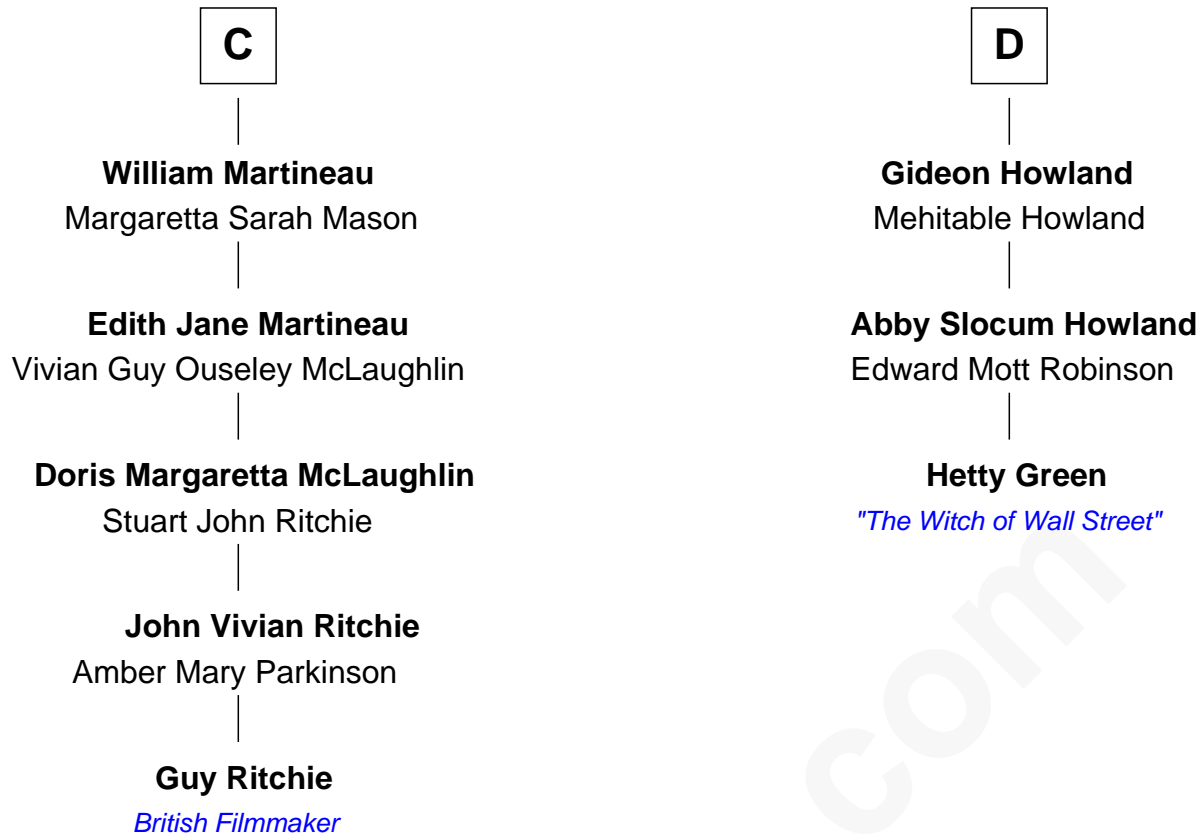 C
William Martineau
Margaretta Sarah Mason
Edith Jane Martineau
Vivian Guy Ouseley McLaughlin
Doris Margaretta McLaughlin
Stuart John Ritchie
John Vivian Ritchie
Amber Mary Parkinson
Guy Ritchie
British Filmmaker
D
Gideon Howland
Mehitable Howland
Abby Slocum Howland
Edward Mott Robinson
Hetty Green
"The Witch of Wall Street"
com